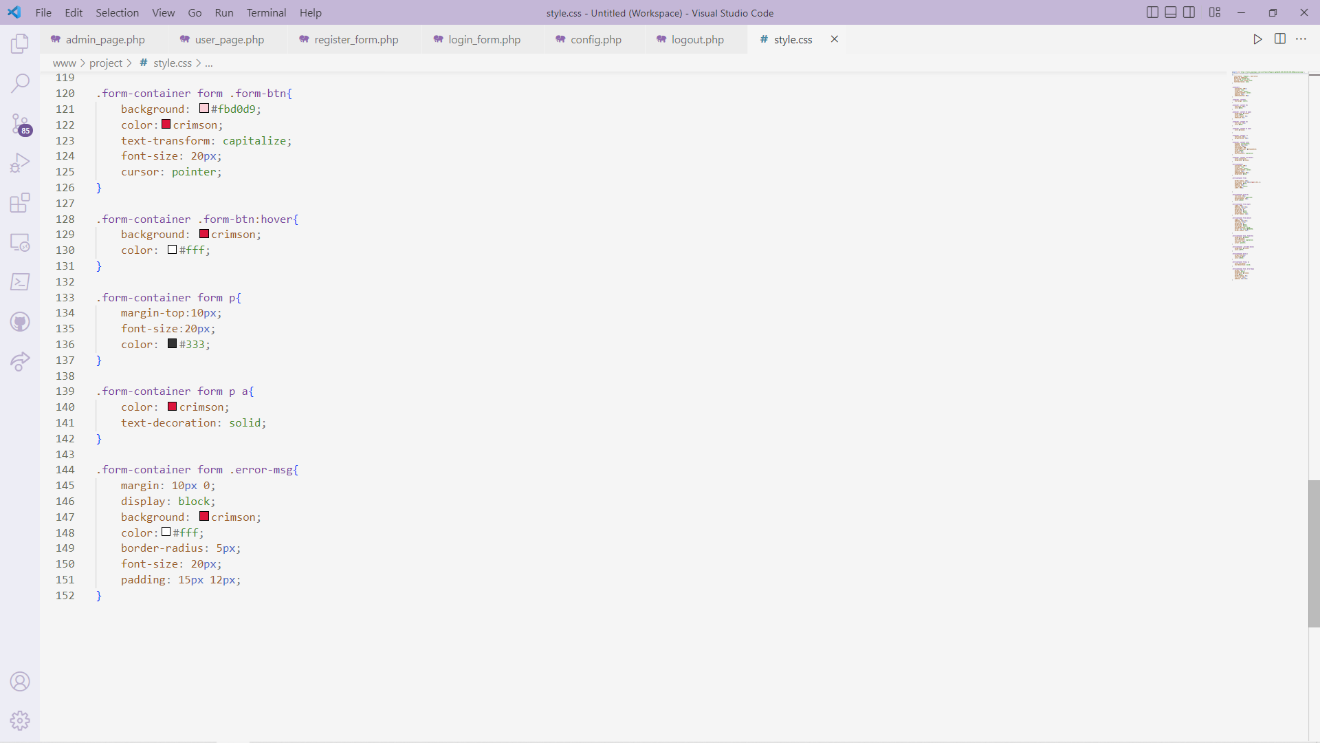 File Edit Selection View Go Run Terminal Help
style.css - Untitled (Workspace) - Visual Studio Code
admin_page.php user_page.php register_form.php login_form.php config.php logout.php # style.css
www > project > # style.css > ...
85
119
120 .form-container form .form-btn{
121 background: #fbd0d9;
122 color:crimson;
123 text-transform: capitalize;
124 font-size: 20px;
125 cursor: pointer;
126 }
127
128 .form-container .form-btn:hover{
129 background: crimson;
130 color: #fff;
131 }
132
133 .form-container form p{
134 margin-top:10px;
135 font-size:20px;
136 color: #333;
137 }
138
139 .form-container form p a{
140 color: crimson;
141 text-decoration: solid;
142 }
143
144 .form-container form .error-msg{
145 margin: 10px 0;
146 display: block;
147 background: crimson;
148 color:#fff;
149 border-radius: 5px;
150 font-size: 20px;
151 padding: 15px 12px;
152 }